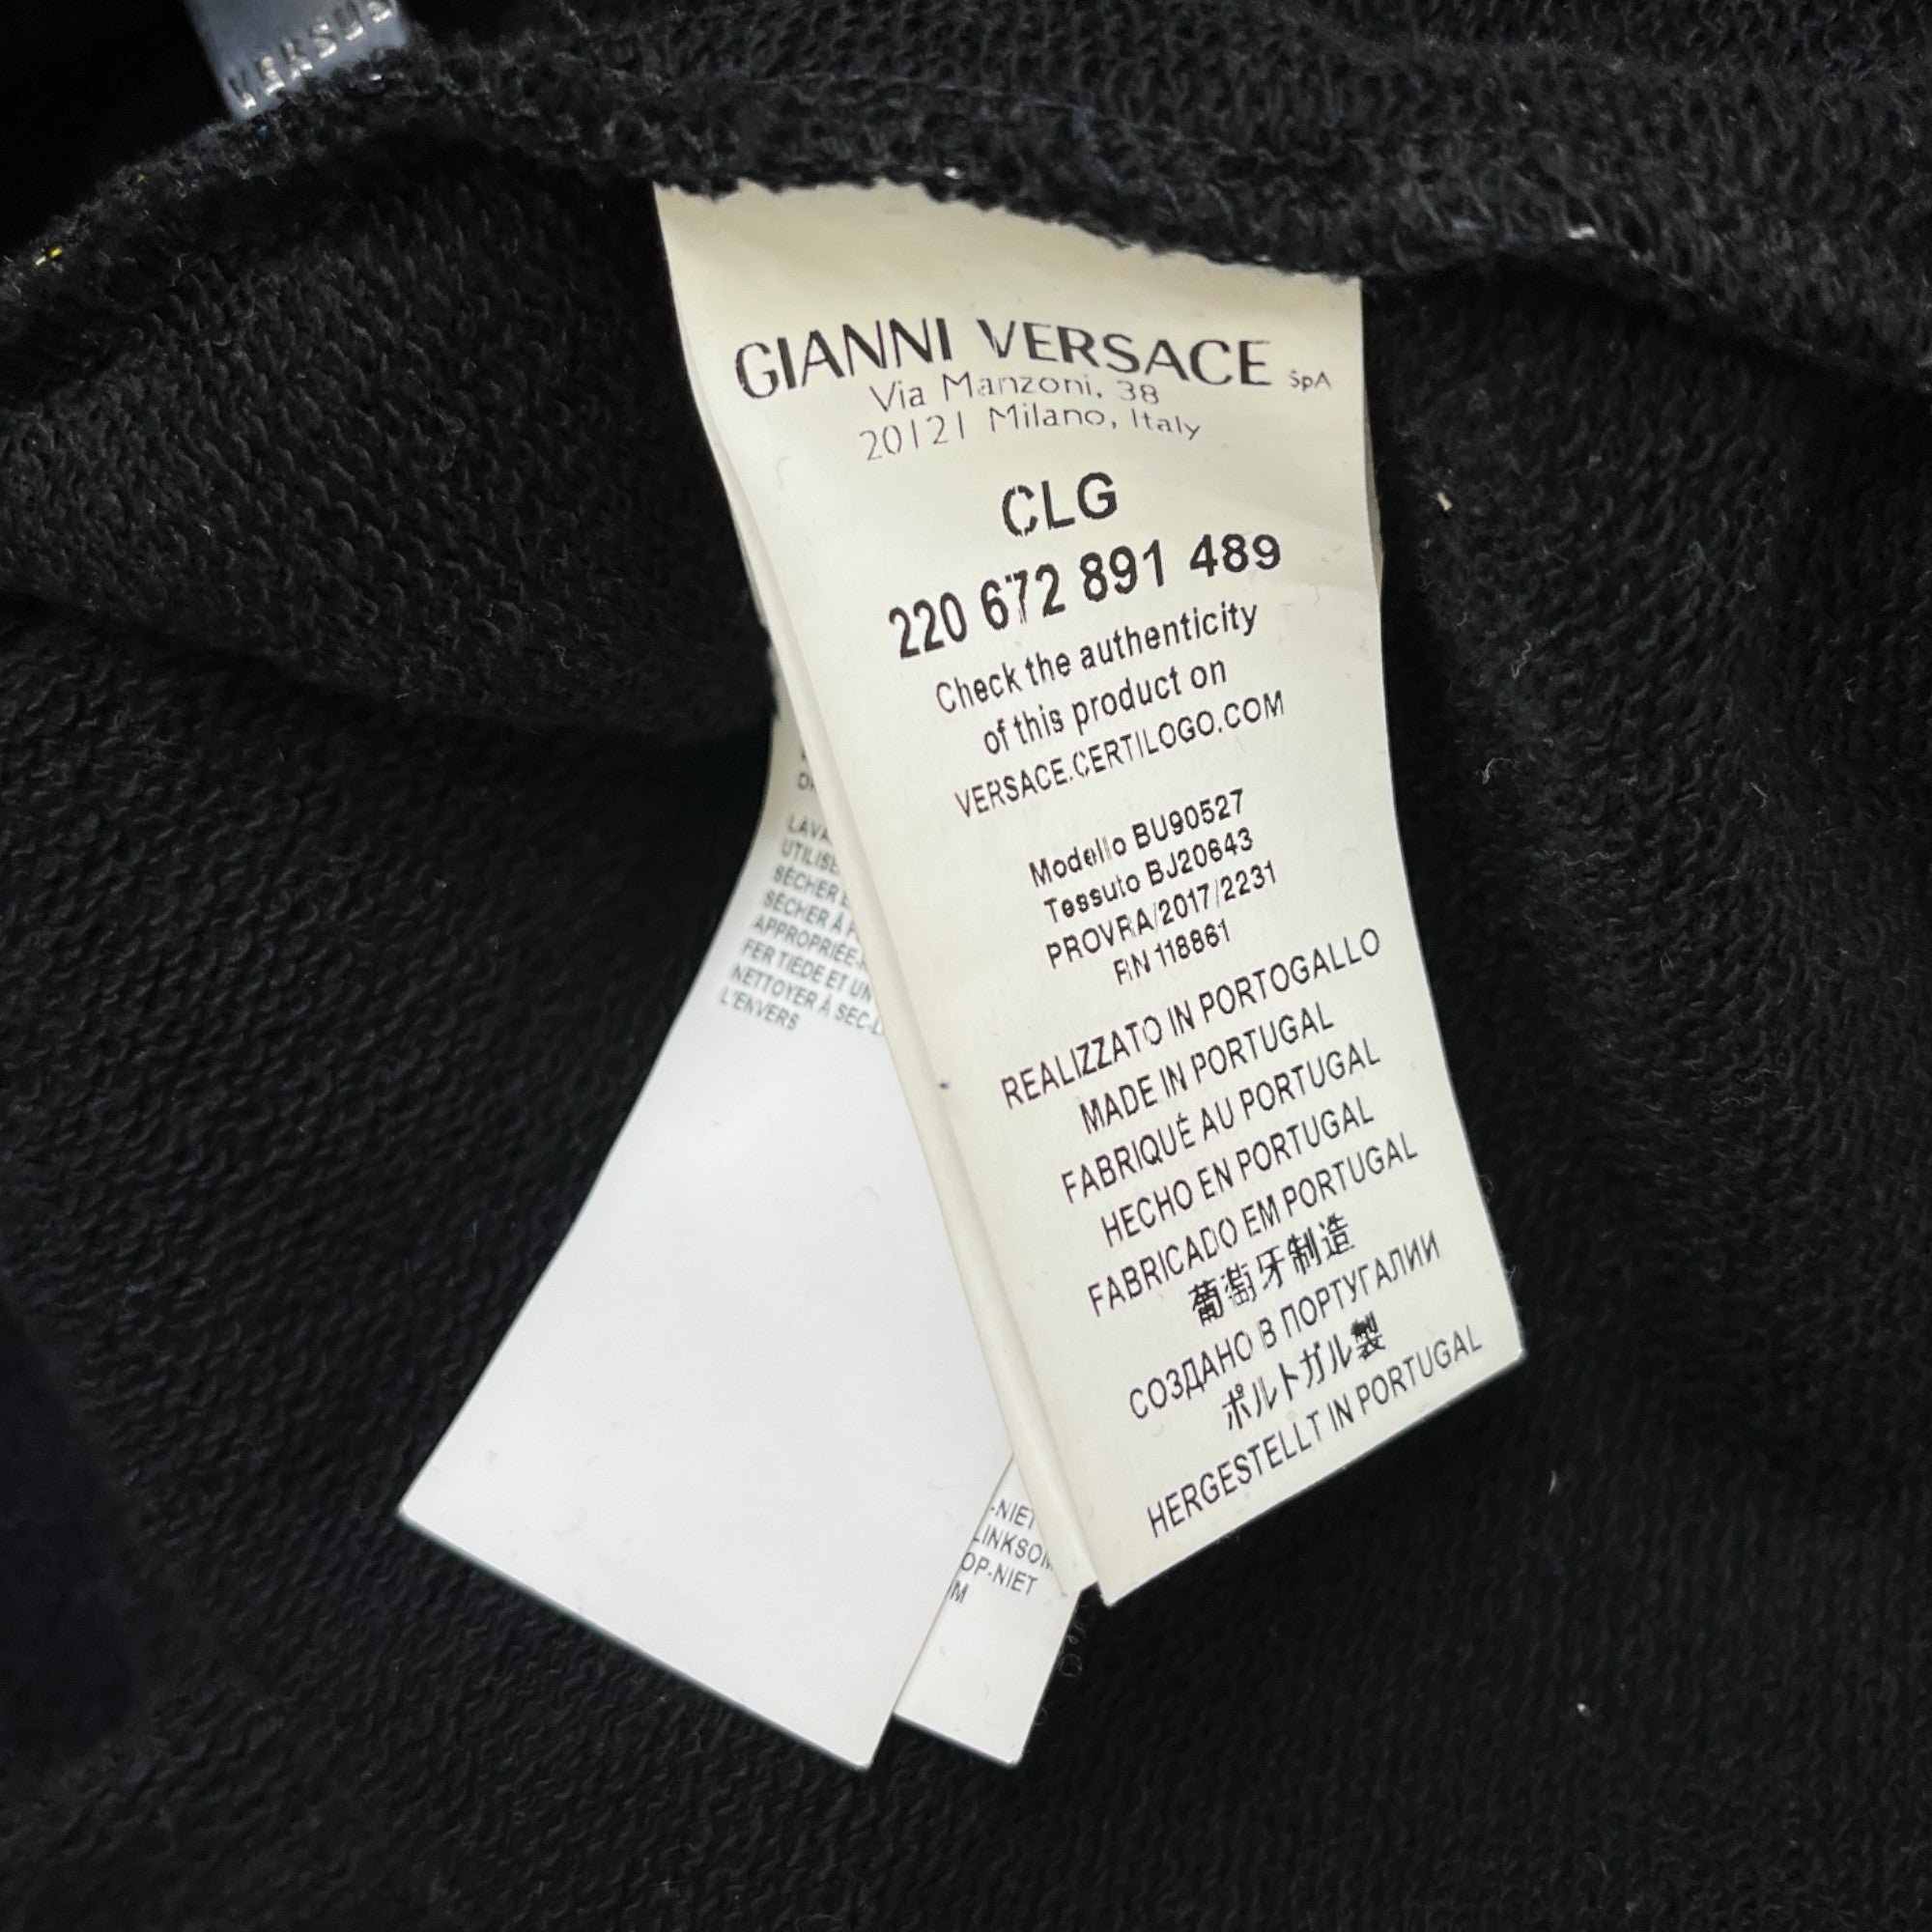 VERSUS
GIANNI VERSACE SpA
Via Manzoni, 38
20121 Milano, Italy
CLG
220 672 891 489
Check the authenticity
of this product on
VERSACE.CERTILOGO.COM
Modello BU90527
Tessuto BJ20643
PROVRA/2017/2231
RN 118861
REALIZZATO IN PORTOGALLO
MADE IN PORTUGAL
FABRIQUÉ AU PORTUGAL
HECHO EN PORTUGAL
FABRICADO EM PORTUGAL
葡萄牙制造
СОЗДАНО В ПОРТУГАЛИИ
ポルトガル製
HERGESTELLT IN PORTUGAL
LAVA
UTILISE
SÉCHER
SÉCHER À
APPROPRIÉE-
FER TIEDE ET UN
NETTOYER À SEC-
L'ENVERS
-NIET
LINKSOM
OP-NIET
M